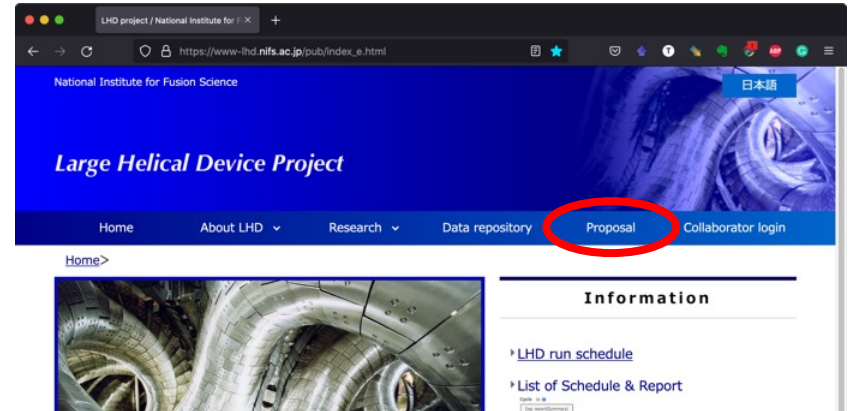 LHD project / National Institute for F
https://www-lhd.nifs.ac.jp/pub/index_e.html
National Institute for Fusion Science
日本語
Large Helical Device Project
Home About LHD Research Data repository Proposal Collaborator login
Home>
Information
LHD run schedule
List of Schedule & Report
Cycle